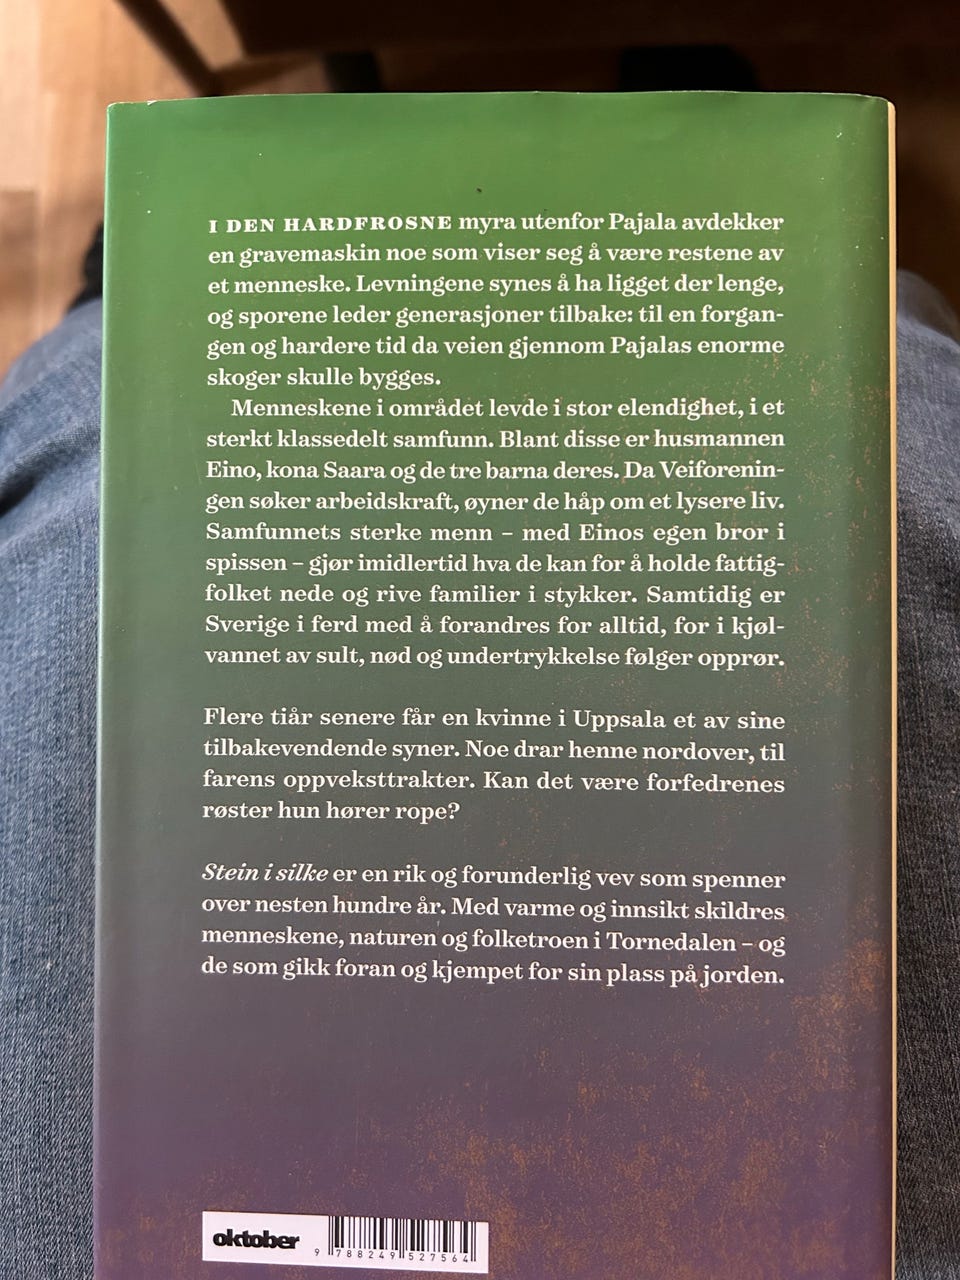 I DEN HARDFROSNE myra utenfor Pajala avdekker
en gravemaskin noe som viser seg å være restene av
et menneske. Levningene synes å ha ligget der lenge,
og sporene leder generasjoner tilbake: til en forgan-
gen og hardere tid da veien gjennom Pajalas enorme
skoger skulle bygges.
Menneskene i området levde i stor elendighet, i et
sterkt klassedelt samfunn. Blant disse er husmannen
Eino, kona Saara og de tre barna deres. Da Veiforenin-
gen søker arbeidskraft, øyner de håp om et lysere liv.
Samfunnets sterke menn – med Einos egen bror i
spissen – gjør imidlertid hva de kan for å holde fattig-
folket nede og rive familier i stykker. Samtidig er
Sverige i ferd med å forandres for alltid, for i kjøl-
vannet av sult, nød og undertrykkelse følger opprør.
Flere tiår senere får en kvinne i Uppsala et av sine
tilbakevendende syner. Noe drar henne nordover, til
farens oppveksttrakter. Kan det være forfedrenes
røster hun hører rope?
Stein i silke er en rik og forunderlig vev som spenner
over nesten hundre år. Med varme og innsikt skildres
menneskene, naturen og folketroen i Tornedalen – og
de som gikk foran og kjempet for sin plass på jorden.
oktober
9 788249 527564